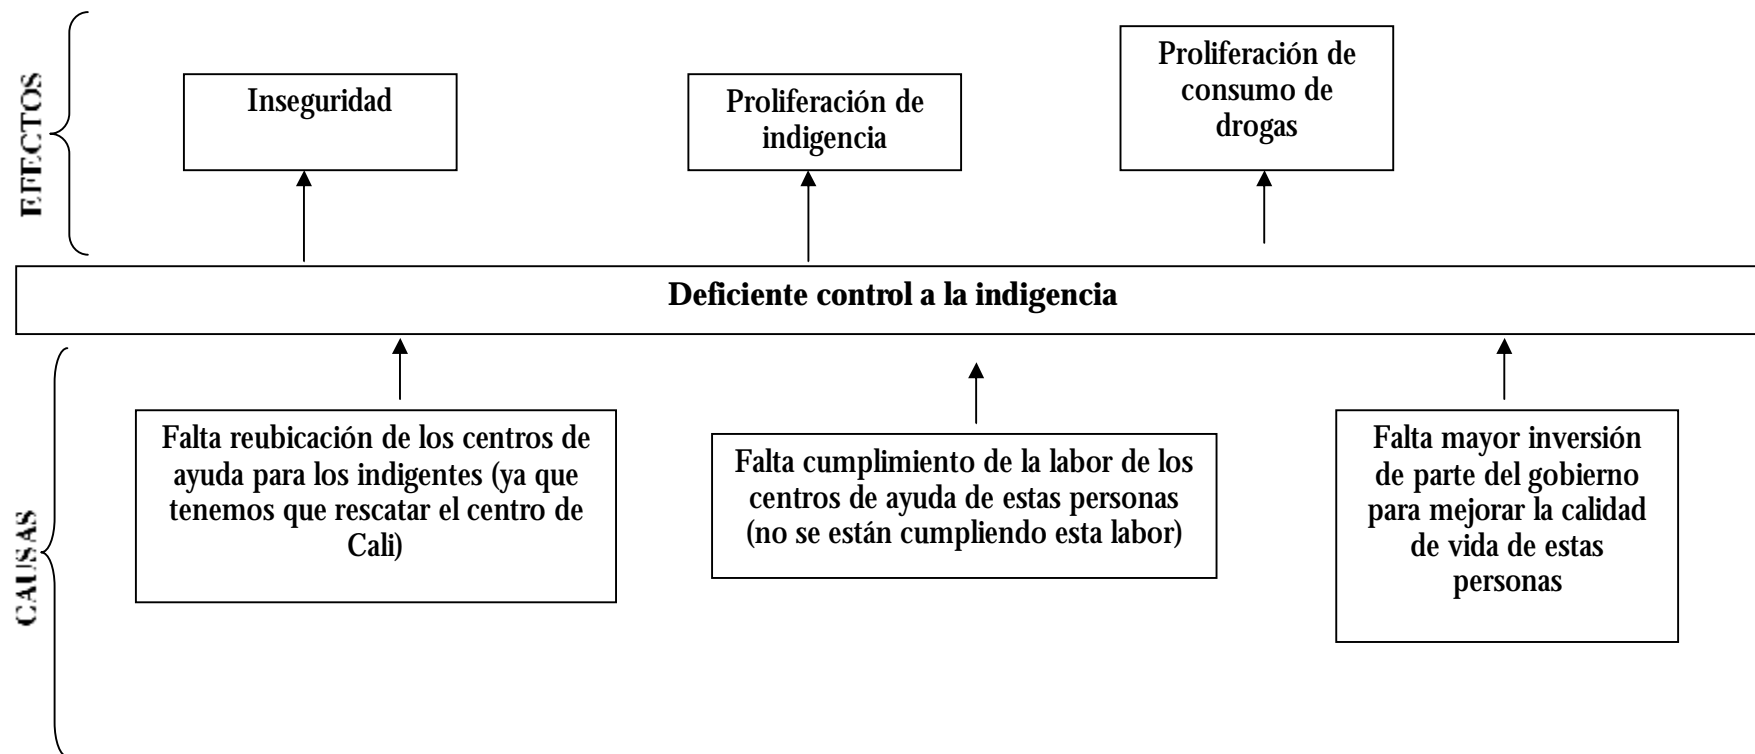 EFECTOS
Inseguridad
Proliferación de
indigencia
Proliferación de
consumo de
drogas
Deficiente control a la indigencia
CAUSAS
Falta reubicación de los centros de
ayuda para los indigentes (ya que
tenemos que rescatar el centro de
Cali)
Falta cumplimiento de la labor de los
centros de ayuda de estas personas
(no se están cumpliendo esta labor)
Falta mayor inversión
de parte del gobierno
para mejorar la calidad
de vida de estas
personas